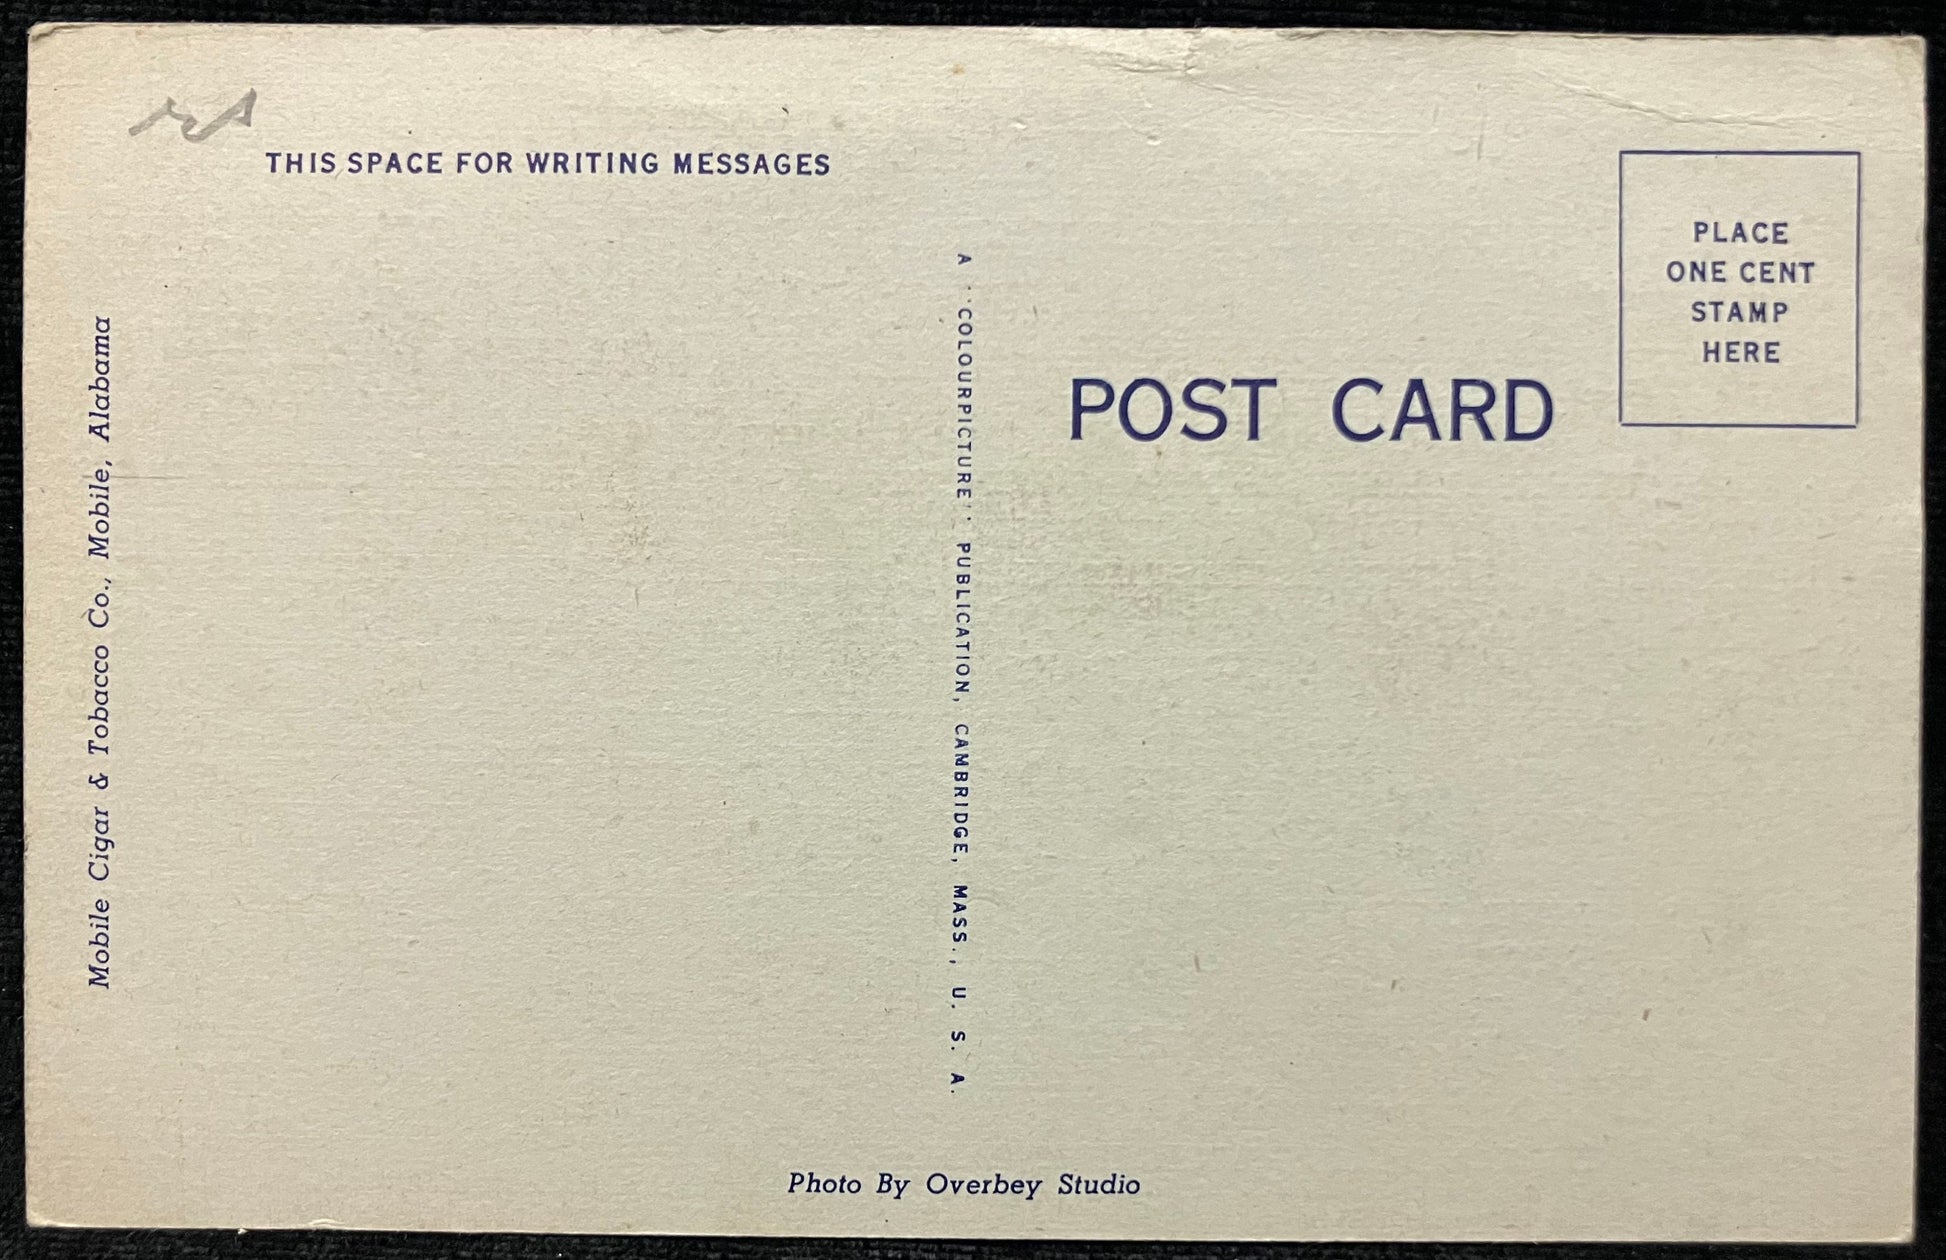 THIS SPACE FOR WRITING MESSAGES
Mobile Cigar & Tobacco Co., Mobile, Alabama
A "COLOURPICTURE" PUBLICATION, CAMBRIDGE, MASS., U. S. A.
POST CARD
PLACE
ONE CENT
STAMP
HERE
Photo By Overbey Studio